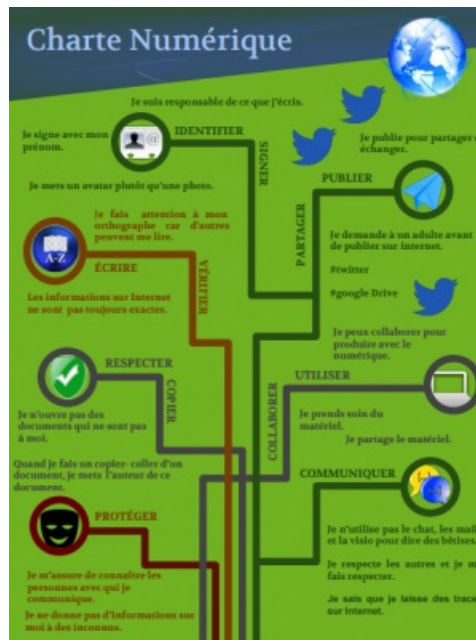 Charte Numérique
Je suis responsable de ce que j'écris.
Je signe avec mon
prénom.
IDENTIFIER
SIGNER
Je mets un avatar plutôt qu'une photo.
Je publie pour partager
échanger.
PUBLIER
PARTAGER
Je demande à un adulte avant
de publier sur internet.
#twitter
#google Drive
Je fais attention à mon
orthographe car d'autres
peuvent me lire.
A-Z
ÉCRIRE
VÉRIFIER
Les informations sur Internet
ne sont pas toujours exactes.
Je peux collaborer pour
produire avec le
numérique.
RESPECTER
COPIER
UTILISER
COLLABORER
Je n'ouvre pas des
documents qui ne sont pas
à moi.
Je prends soin du
matériel.
Je partage le matériel.
Quand je fais un copier-coller d'un
document, je mets l'auteur de ce
document.
COMMUNIQUER
PROTÉGER
Je n'utilise pas le chat, les mail
et la visio pour dire des bêtises.
Je respecte les autres et je m
fais respecter.
Je sais que je laisse des trace
sur Internet.
Je m'assure de connaître les
personnes avec qui je
communique.
Je ne donne pas d'informations sur
moi à des inconnus.